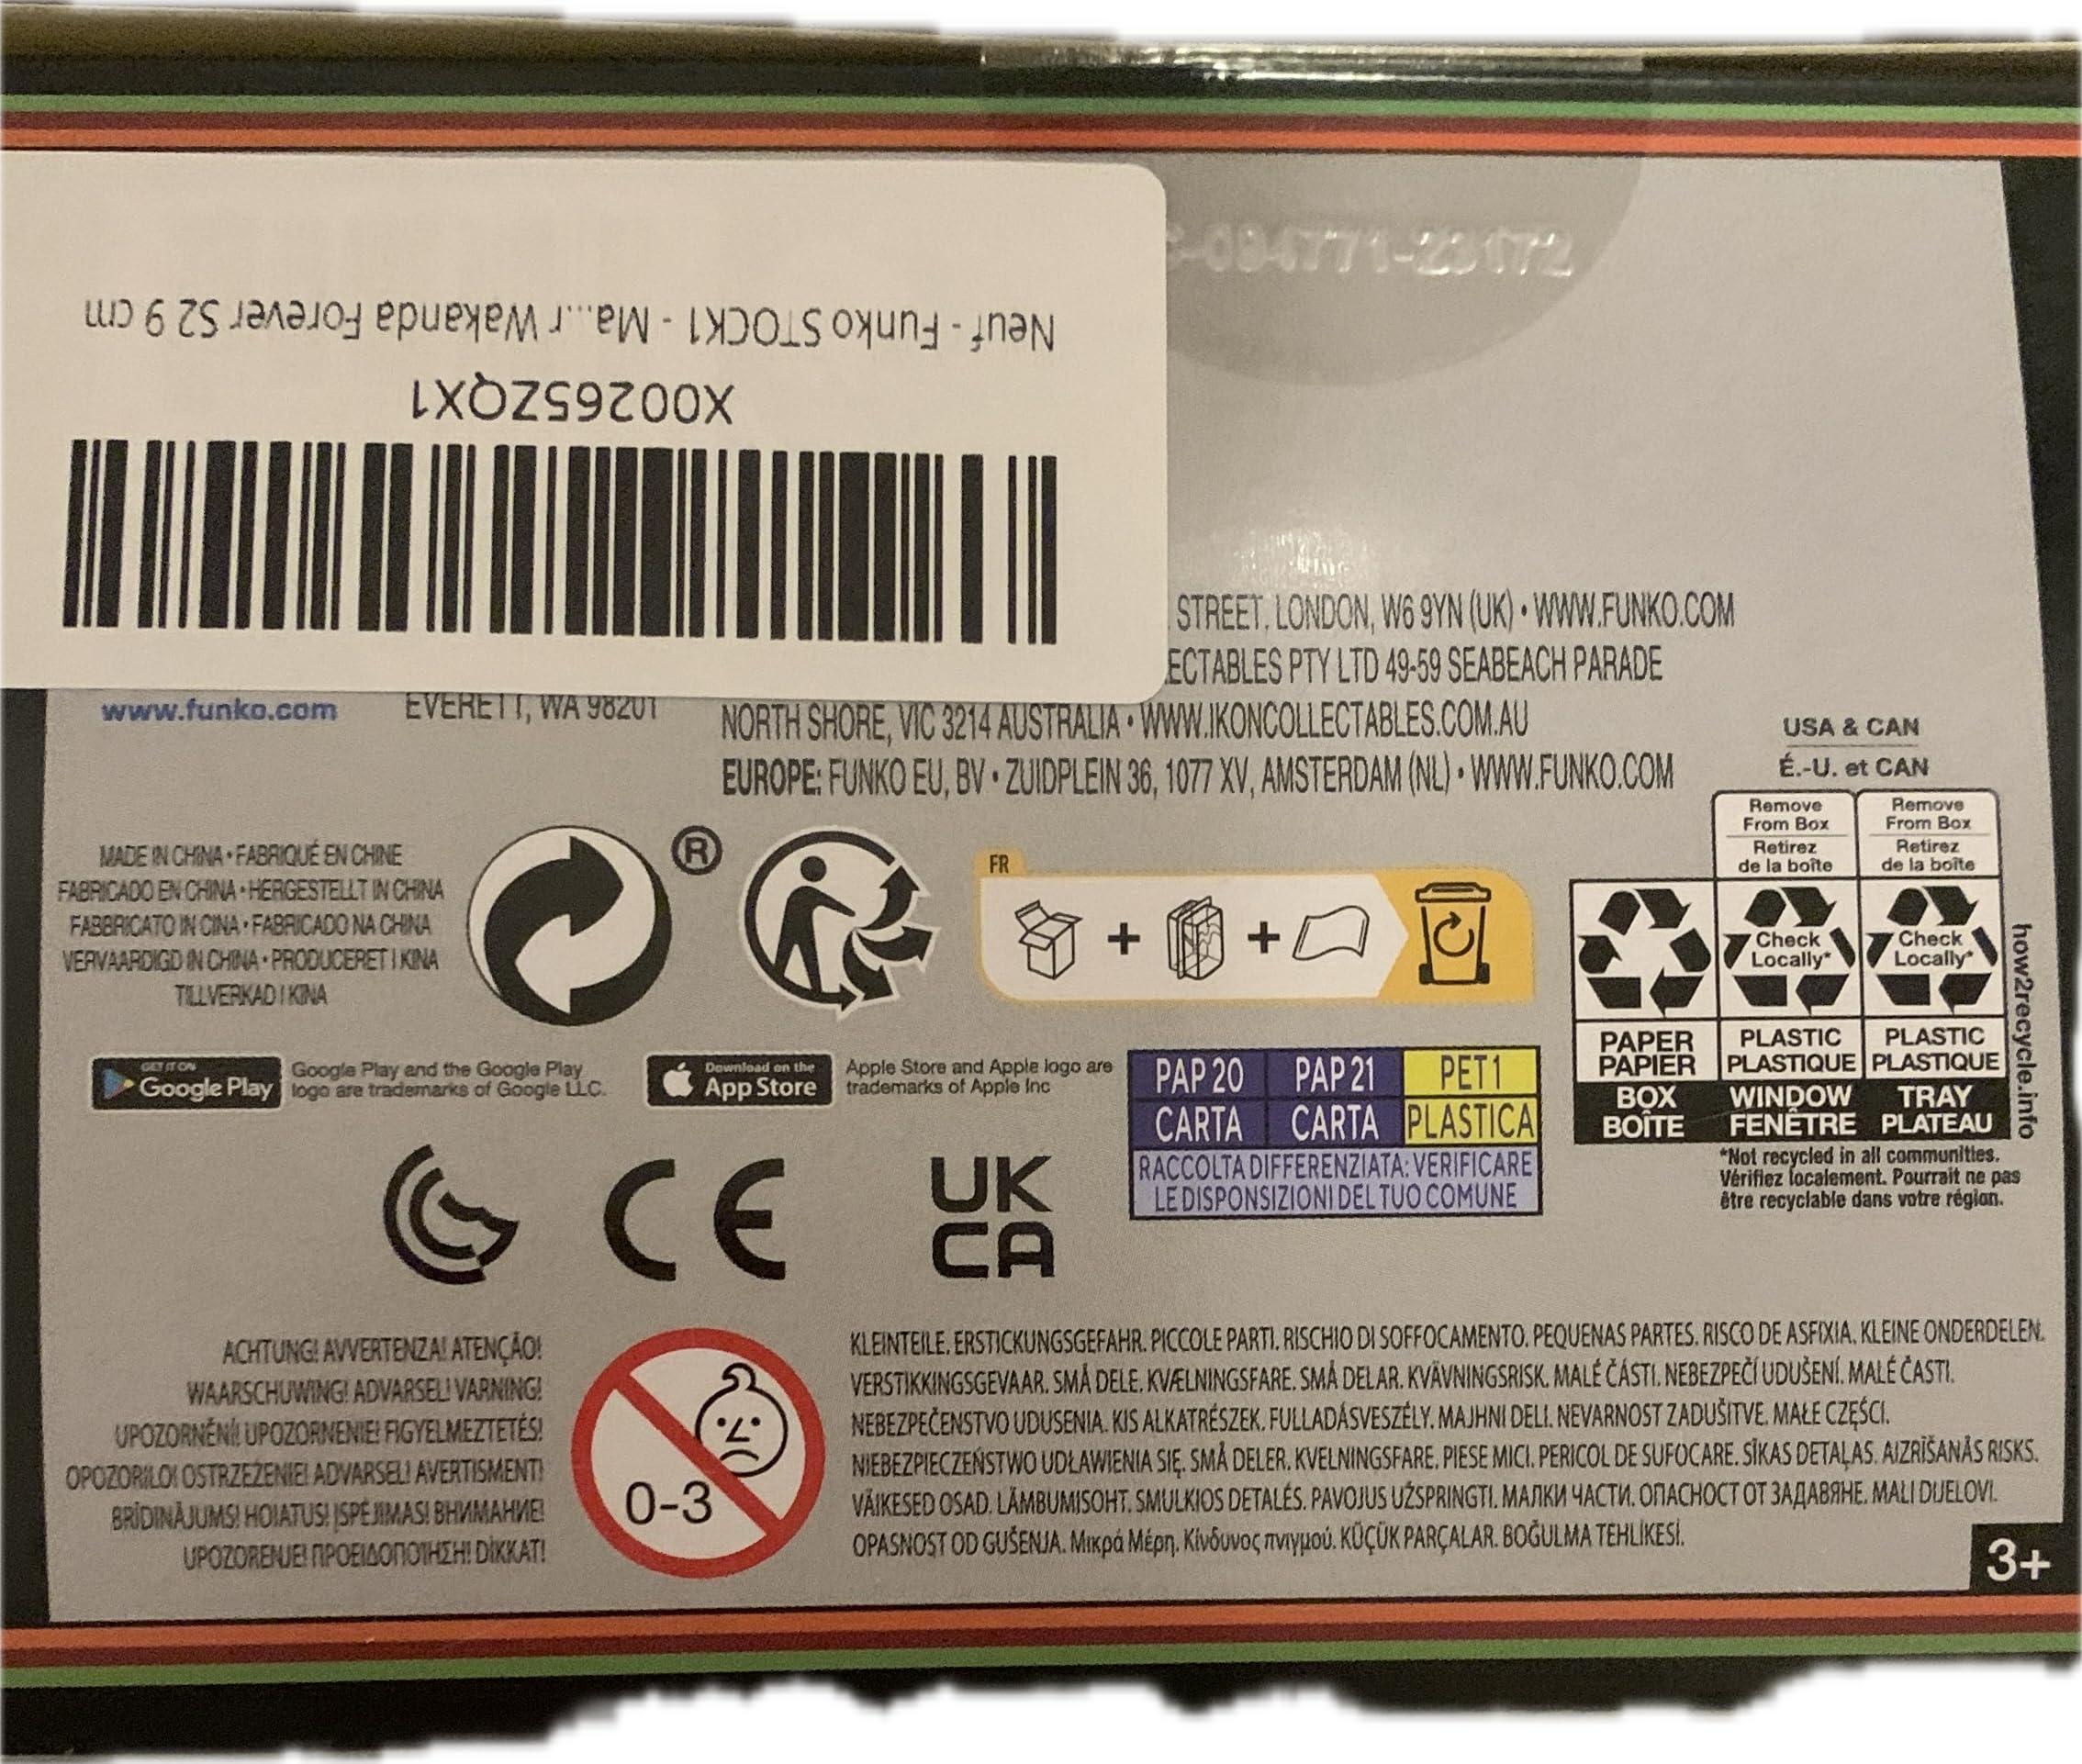 -094771-23172
Neuf - Funko STOCK1 - Ma...r Wakanda Forever S2 9 cm
X00265ZQX1
STREET, LONDON, W6 9YN (UK) • WWW.FUNKO.COM
ECTABLES PTY LTD 49-59 SEABEACH PARADE
www.funko.com
EVERETT, WA 98201
NORTH SHORE, VIC 3214 AUSTRALIA • WWW.IKONCOLLECTABLES.COM.AU
EUROPE: FUNKO EU, BV • ZUIDPLEIN 36, 1077 XV, AMSTERDAM (NL) • WWW.FUNKO.COM
USA & CAN
É.-U. et CAN
Remove
From Box
Retirez
de la boîte
Remove
From Box
Retirez
de la boîte
MADE IN CHINA • FABRIQUÉ EN CHINE
FABRICADO EN CHINA • HERGESTELLT IN CHINA
FABBRICATO IN CINA • FABRICADO NA CHINA
VERVAARDIGD IN CHINA • PRODUCERET I KINA
TILLVERKAD I KINA
®
FR
Check
Locally*
Check
Locally*
PAPER
PAPIER
PLASTIC
PLASTIQUE
PLASTIC
PLASTIQUE
BOX
BOÎTE
WINDOW
FENÊTRE
TRAY
PLATEAU
how2recycle.info
*Not recycled in all communities.
Vérifiez localement. Pourrait ne pas
être recyclable dans votre région.
GET IT ON
Google Play
Google Play and the Google Play
logo are trademarks of Google LLC.
Download on the
App Store
Apple Store and Apple logo are
trademarks of Apple Inc
PAP 20 PAP 21 PET 1
CARTA CARTA PLASTICA
RACCOLTA DIFFERENZIATA: VERIFICARE
LE DISPONSIZIONI DEL TUO COMUNE
CE
UK
CA
ACHTUNG! AVVERTENZA! ATENÇÃO!
WAARSCHUWING! ADVARSEL! VARNING!
UPOZORNĚNÍ! UPOZORNENIE! FIGYELMEZTETÉS!
OPOZORILO! OSTRZEŻENIE! ADVARSEL! AVERTISMENT!
BRĪDINĀJUMS! HOIATUS! ĮSPĖJIMAS! ВНИМАНИЕ!
UPOZORENJE! ΠΡΟΕΙΔΟΠΟΊΗΣΗ! DİKKAT!
0-3
KLEINTEILE. ERSTICKUNGSGEFAHR. PICCOLE PARTI. RISCHIO DI SOFFOCAMENTO. PEQUENAS PARTES. RISCO DE ASFIXIA. KLEINE ONDERDELEN.
VERSTIKKINGSGEVAAR. SMÅ DELE. KVÆLNINGSFARE. SMÅ DELAR. KVÄVNINGSRISK. MALÉ ČÁSTI. NEBEZPEČÍ UDUŠENÍ. MALÉ ČASTI.
NEBEZPEČENSTVO UDUSENIA. KIS ALKATRÉSZEK. FULLADÁSVESZÉLY. MAJHNI DELI. NEVARNOST ZADUŠITVE. MAŁE CZĘŚCI.
NIEBEZPIECZEŃSTWO UDŁAWIENIA SIĘ. SMÅ DELER. KVELNINGSFARE. PIESE MICI. PERICOL DE SUFOCARE. SĪKAS DETAĻAS. AIZRĪŠANĀS RISKS.
VÄIKESED OSAD. LÄMBUMISOHT. SMULKIOS DETALĖS. PAVOJUS UŽSPRINGTI. МАЛКИ ЧАСТИ. ОПАСНОСТ ОТ ЗАДАВЯНЕ. MALI DIJELOVI.
OPASNOST OD GUŠENJA. Μικρά Μέρη. Κίνδυνος πνιγμού. KÜÇÜK PARÇALAR. BOĞULMA TEHLİKESİ.
3+